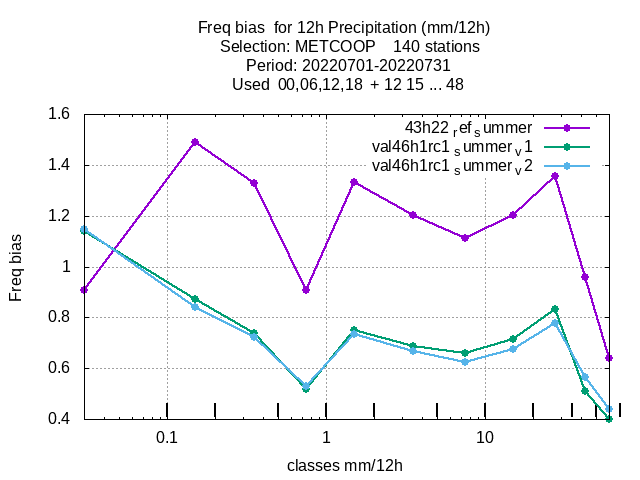 Freq bias  for 12h Precipitation (mm/12h)
Selection: METCOOP    140 stations
Period: 20220701-20220731
Used  00,06,12,18  + 12 15 ... 48
43h22 ref summer
val46h1rc1 summer v1
val46h1rc1 summer v2
1.6
1.4
1.2
1
0.8
0.6
0.4
Freq bias
0.1
1
10
classes mm/12h